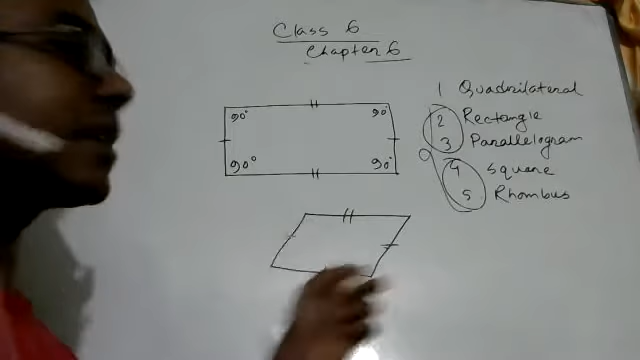 Class 6
Chapter 6
1 Quadrilateral
2 Rectangle
3 Parallelogram
4 Square
5 Rhombus
90° 90
90° 90°